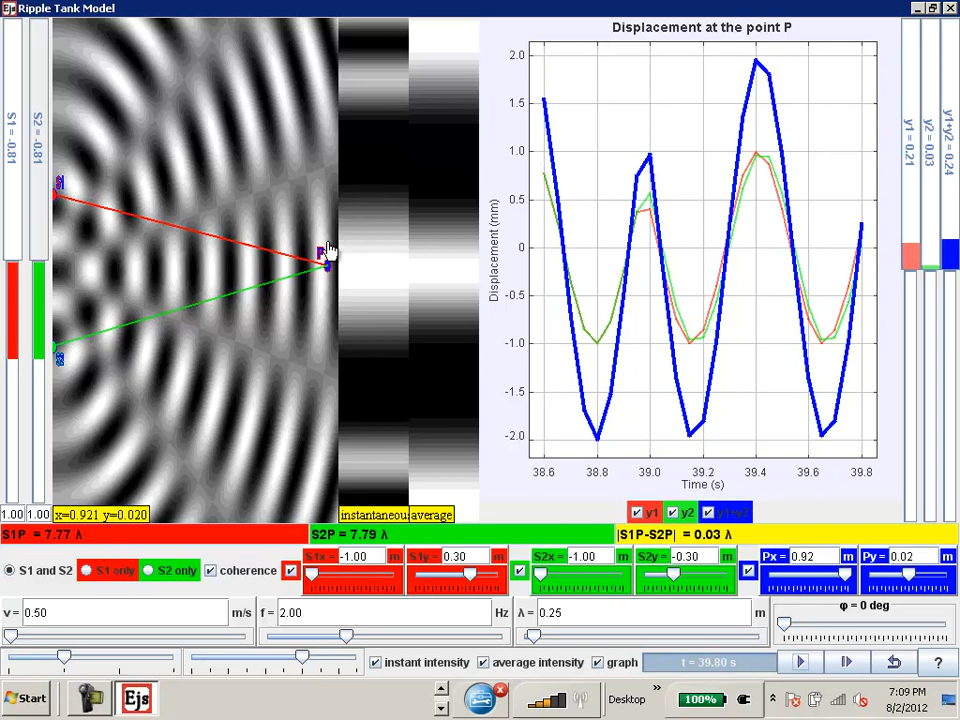 Ripple Tank Model
S1 = -0.81
S2 = -0.81
Displacement at the point P
2.0
1.5
1.0
0.5
0
-0.5
-1.0
-1.5
-2.0
Displacement (mm)
38.6 38.8 39.0 39.2 39.4 39.6 39.8
Time (s)
y1 = 0.21
y2 = 0.03
y1+y2 = 0.24
S1
S2
y1 y2 y1+y2
1.00 1.00 x=0.921 y=0.020 instantaneous average
S1P = 7.77 λ S2P = 7.79 λ |S1P-S2P| = 0.03 λ
S1 and S2 S1 only S2 only coherence S1x = -1.00 m S1y = 0.30 m S2x = -1.00 m S2y = -0.30 m Px = 0.92 m Py = 0.02 m
v = 0.50 m/s f = 2.00 Hz λ = 0.25 m φ = 0 deg
instant intensity average intensity graph t = 39.80 s ?
Start Ejs Desktop » 100% 7:09 PM
8/2/2012